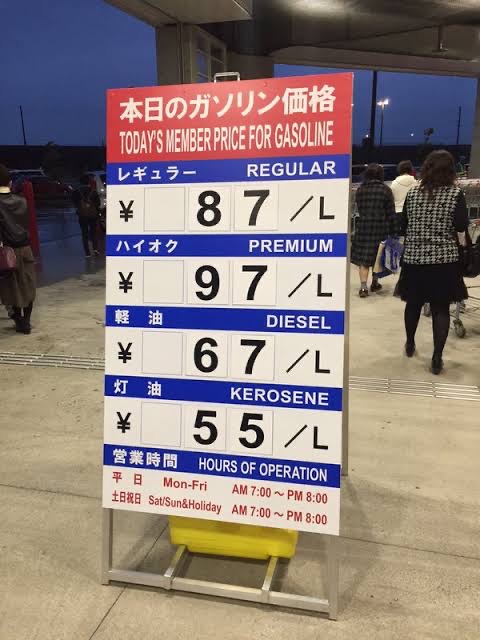 本日のガソリン価格
TODAY'S MEMBER PRICE FOR GASOLINE
レギュラー REGULAR
¥ 87/L
ハイオク PREMIUM
¥ 97/L
軽油 DIESEL
¥ 67/L
灯油 KEROSENE
¥ 55/L
営業時間 HOURS OF OPERATION
平日 Mon-Fri AM 7:00～PM 8:00
土日祝日 Sat/Sun&Holiday AM 7:00～PM 8:00